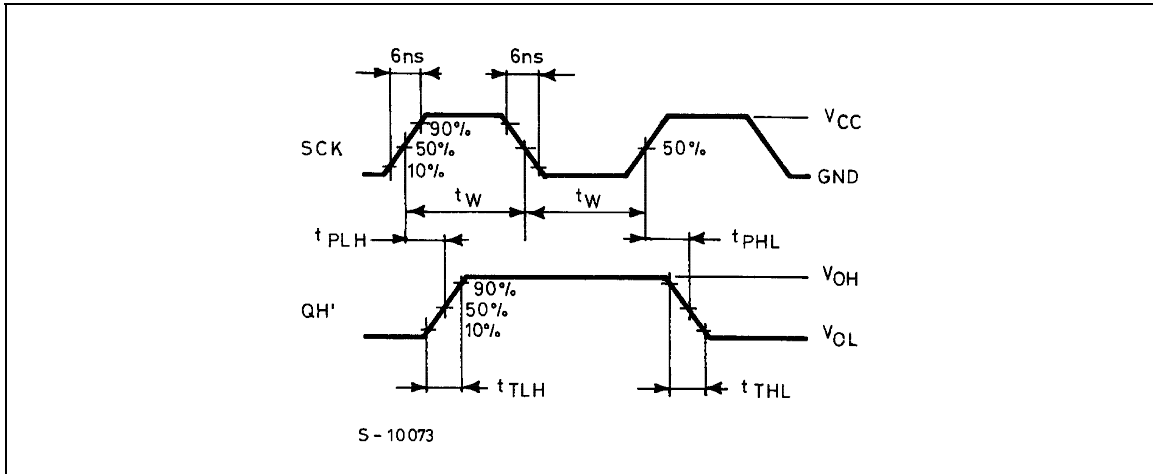 6ns 6ns
VCC
90%
SCK 50% 50%
10%
GND
tW tW
tPLH tPHL
VOH
90%
QH' 50%
10%
VOL
tTLH tTHL
S-10073